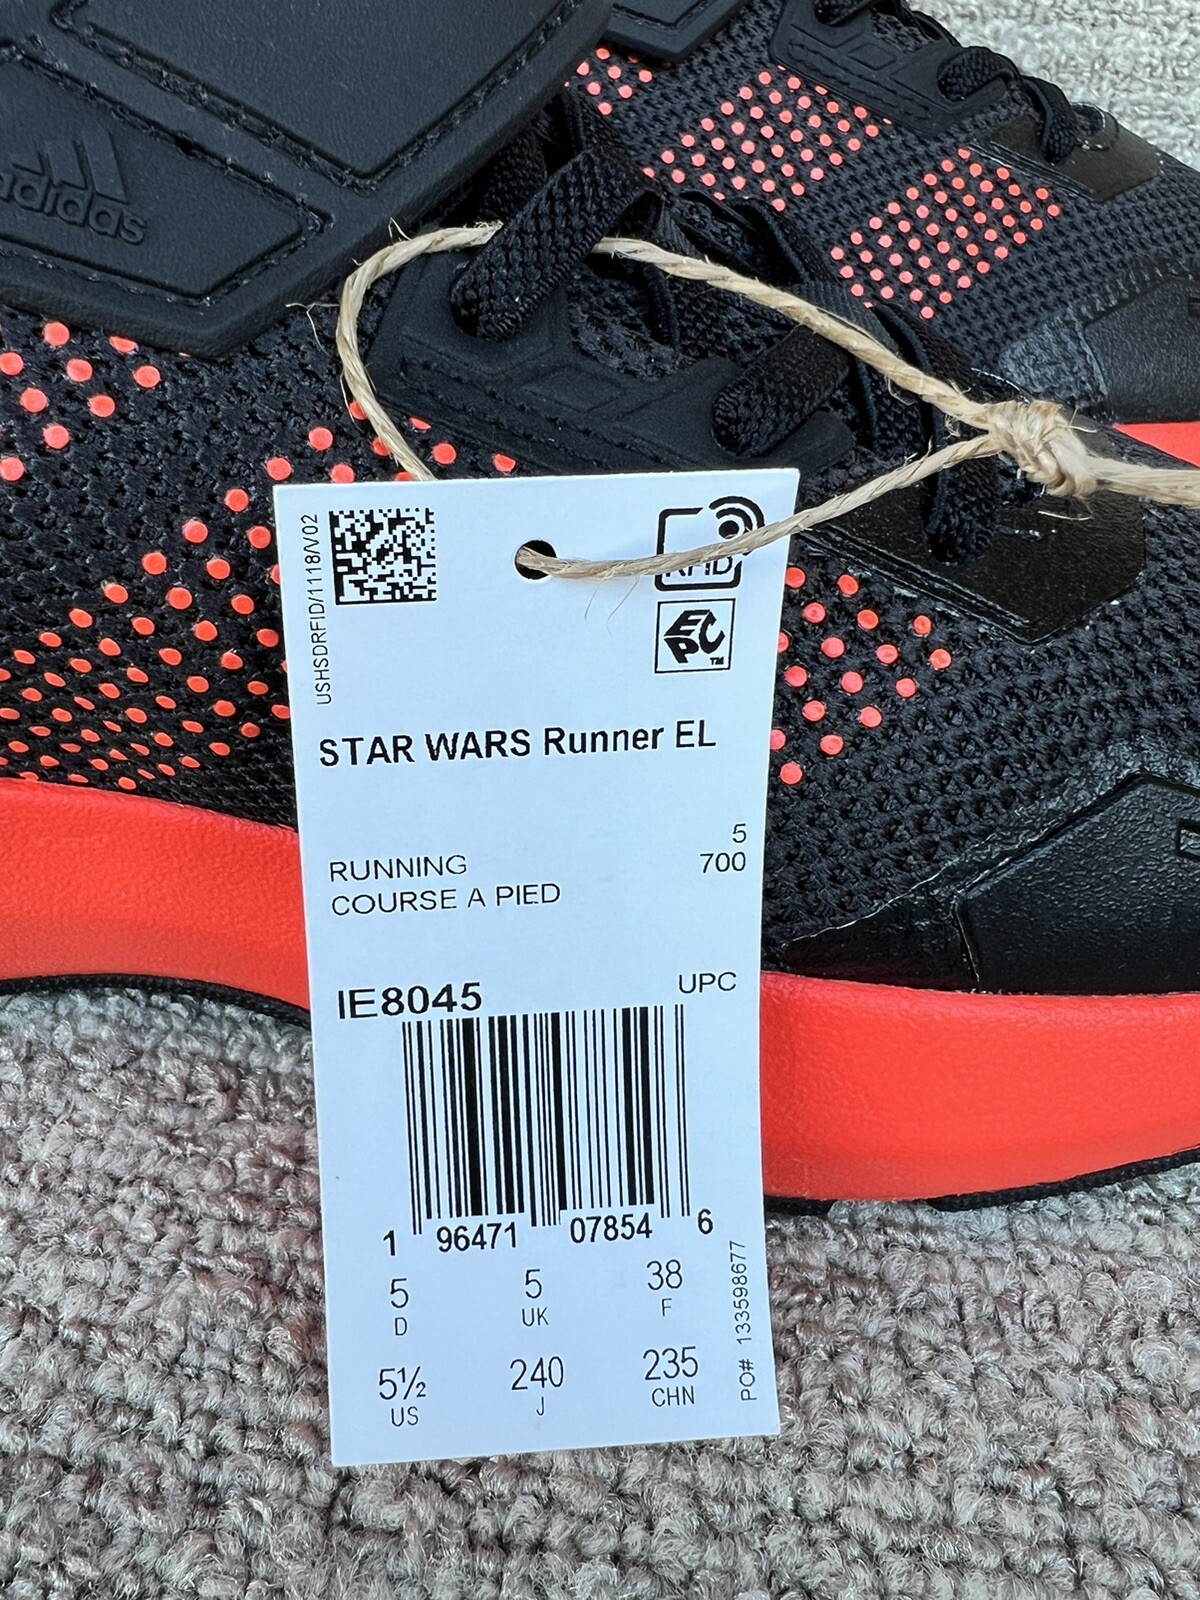 adidas
USHSDRFID/1118/V02
RFID
EPC
TM
STAR WARS Runner EL
5
RUNNING 700
COURSE A PIED
IE8045 UPC
1 96471 07854 6
5 5 38
D UK F
5½ 240 235
US J CHN
PO# 133598677